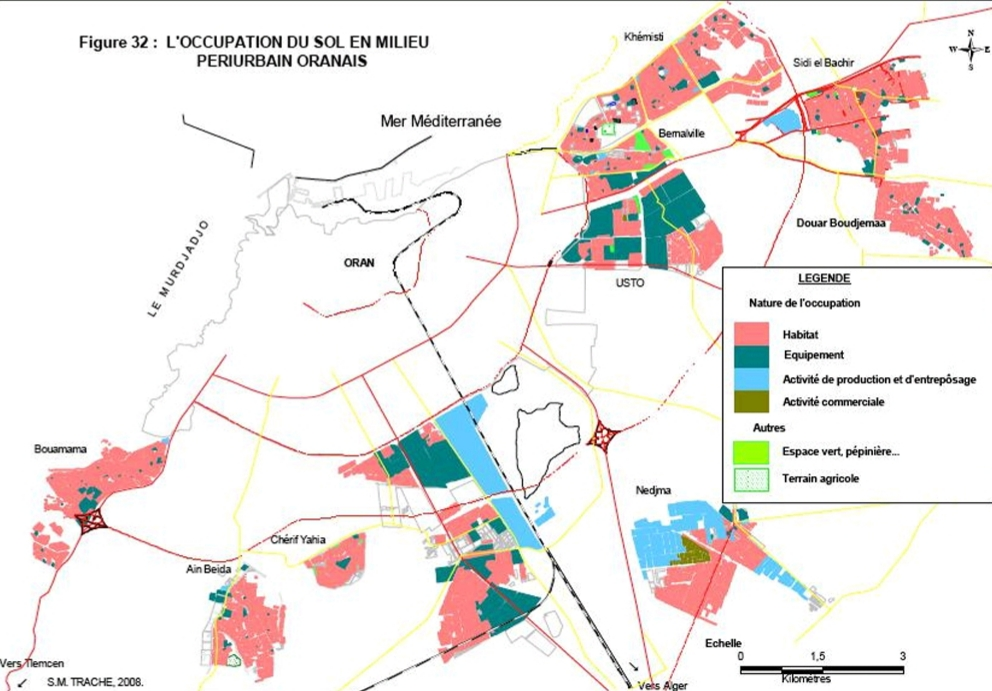 Figure 32 : L'OCCUPATION DU SOL EN MILIEU
PERIURBAIN ORANAIS
Khémisti
N
W E
S
Sidi el Bachir
Mer Méditerranée
Bernalville
LE MURDJADJO
Douar Boudjemaa
ORAN
USTO
LEGENDE
Nature de l'occupation
Habitat
Equipement
Activité de production et d'entrepôsage
Activité commerciale
Autres
Espace vert, pépinière...
Terrain agricole
Bouamama
Nedjma
Chérif Yahia
Ain Beida
Echelle
0 1,5 3
Kilomètres
Vers Tlemcen
S.M. TRACHE, 2008.
Vers Alger